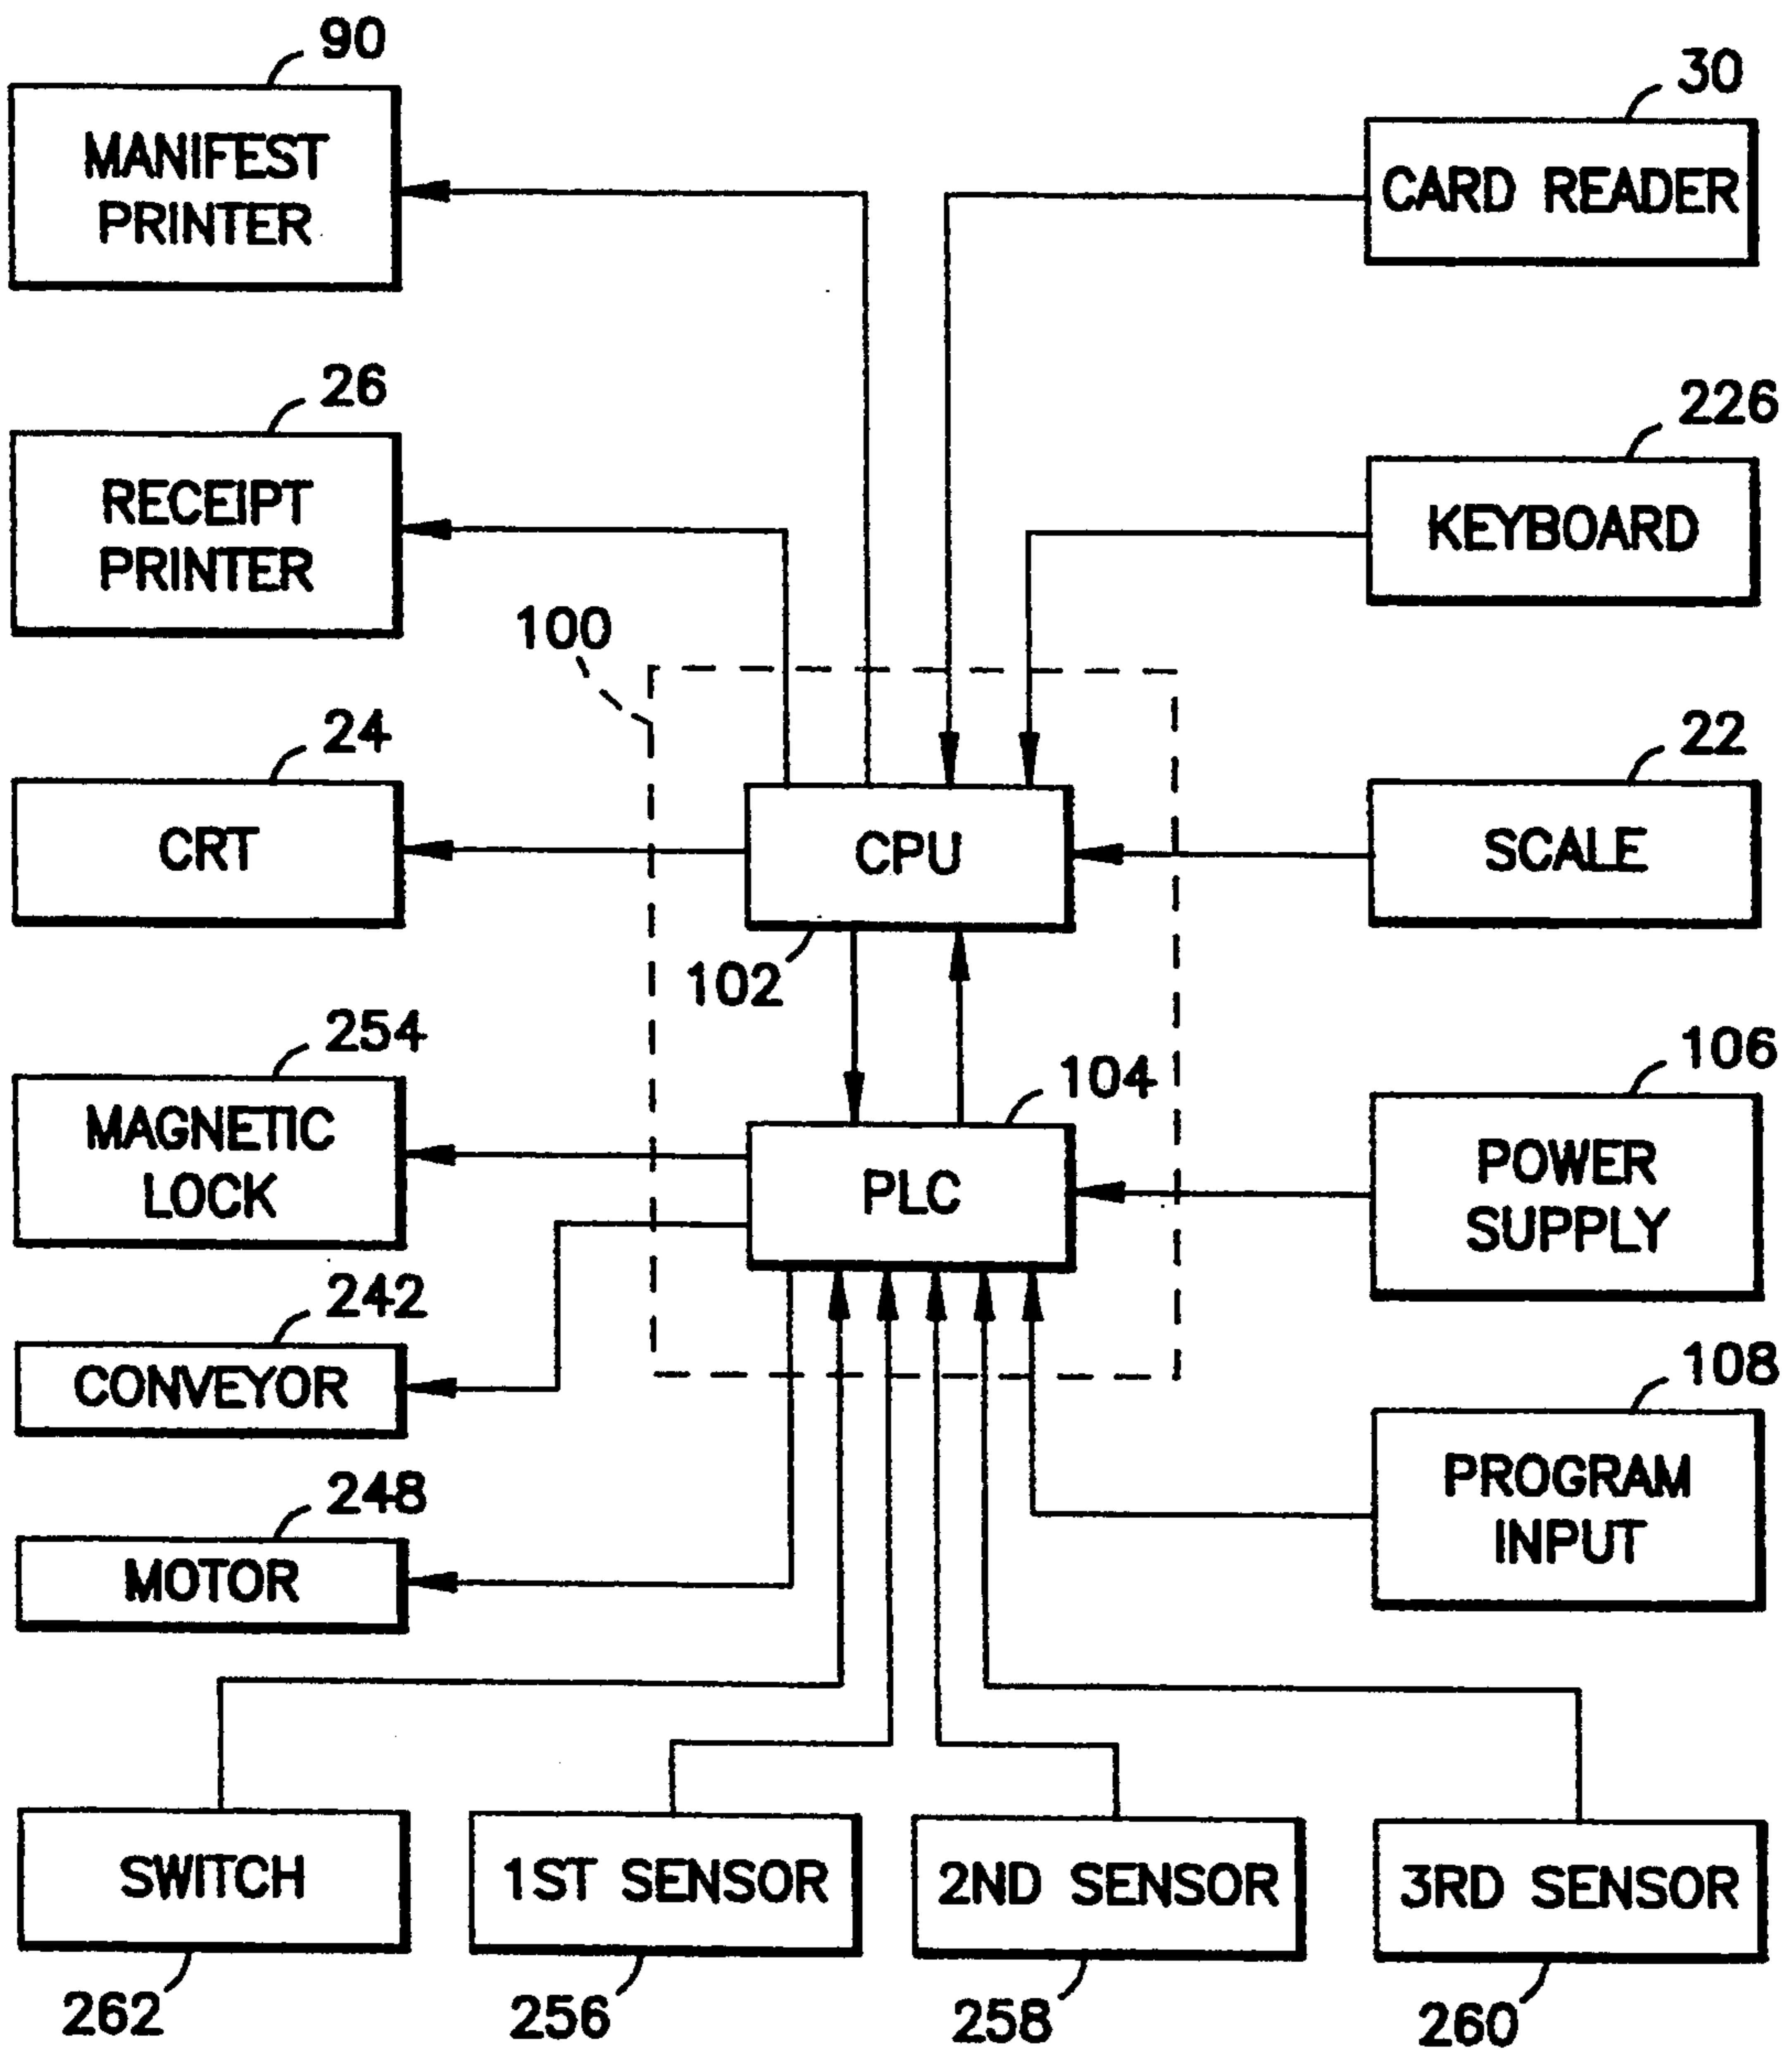 90
MANIFEST
PRINTER
30
CARD READER
26
RECEIPT
PRINTER
226
KEYBOARD
100
24
CRT
CPU
22
SCALE
102
254
MAGNETIC
LOCK
104
PLC
106
POWER
SUPPLY
242
CONVEYOR
108
PROGRAM
INPUT
248
MOTOR
SWITCH
1ST SENSOR
2ND SENSOR
3RD SENSOR
262
256
258
260